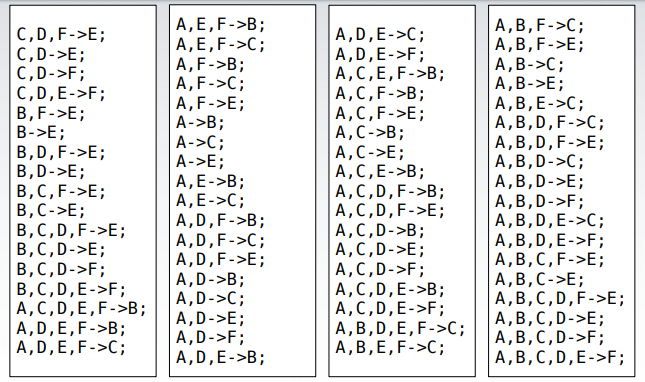 C,D,F->E;
C,D->E;
C,D->F;
C,D,E->F;
B,F->E;
B->E;
B,D,F->E;
B,D->E;
B,C,F->E;
B,C->E;
B,C,D,F->E;
B,C,D->E;
B,C,D->F;
B,C,D,E->F;
A,C,D,E,F->B;
A,D,E,F->B;
A,D,E,F->C;
A,E,F->B;
A,E,F->C;
A,F->B;
A,F->C;
A,F->E;
A->B;
A->C;
A->E;
A,E->B;
A,E->C;
A,D,F->B;
A,D,F->C;
A,D,F->E;
A,D->B;
A,D->C;
A,D->E;
A,D->F;
A,D,E->B;
A,D,E->C;
A,D,E->F;
A,C,E,F->B;
A,C,F->B;
A,C,F->E;
A,C->B;
A,C->E;
A,C,E->B;
A,C,D,F->B;
A,C,D,F->E;
A,C,D->B;
A,C,D->E;
A,C,D->F;
A,C,D,E->B;
A,C,D,E->F;
A,B,D,E,F->C;
A,B,E,F->C;
A,B,F->C;
A,B,F->E;
A,B->C;
A,B->E;
A,B,E->C;
A,B,D,F->C;
A,B,D,F->E;
A,B,D->C;
A,B,D->E;
A,B,D->F;
A,B,D,E->C;
A,B,D,E->F;
A,B,C,F->E;
A,B,C->E;
A,B,C,D,F->E;
A,B,C,D->E;
A,B,C,D->F;
A,B,C,D,E->F;